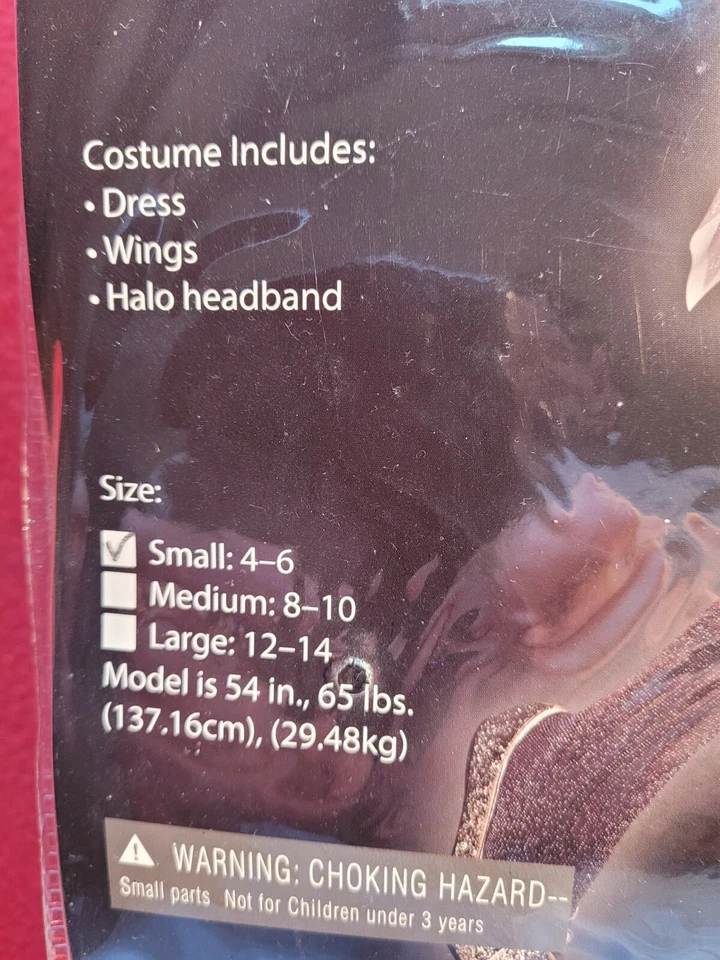 Costume Includes:
• Dress
• Wings
• Halo headband
Size:
Small: 4–6
Medium: 8–10
Large: 12–14
Model is 54 in., 65 lbs.
(137.16cm), (29.48kg)
WARNING: CHOKING HAZARD--
Small parts Not for Children under 3 years